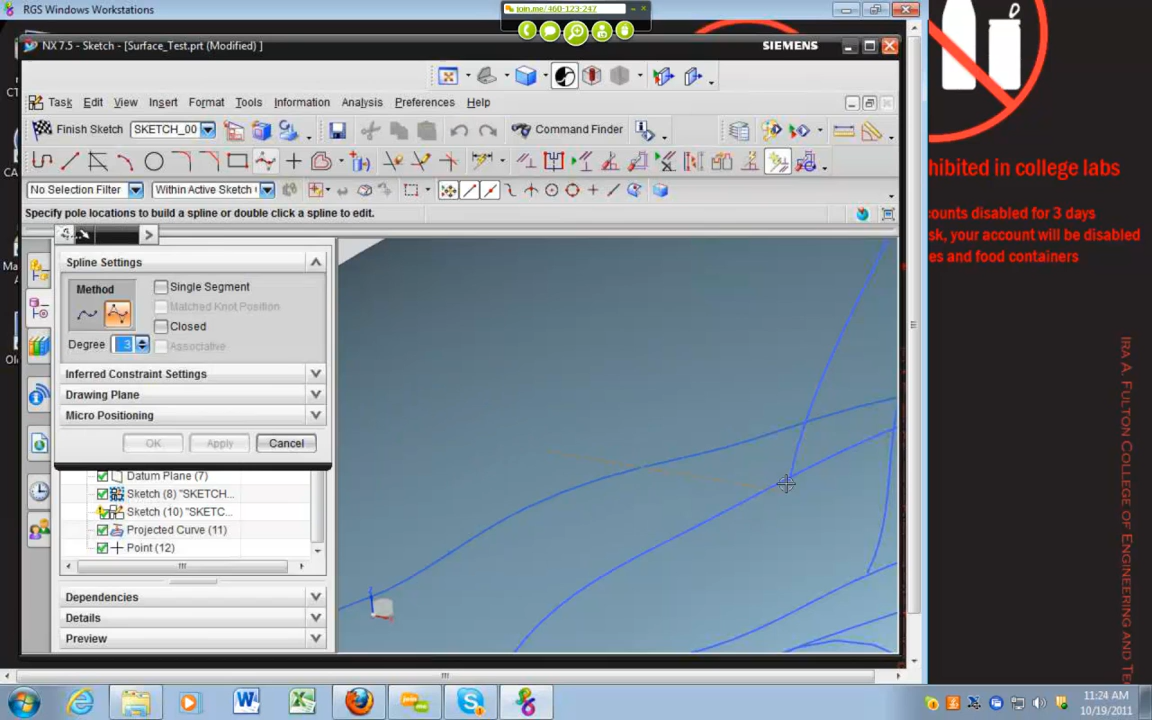 RGS Windows Workstations
join.me/460-123-247
NX 7.5 - Sketch - [Surface_Test.prt (Modified) ]
SIEMENS
Task Edit View Insert Format Tools Information Analysis Preferences Help
Finish Sketch SKETCH_00 Command Finder
No Selection Filter Within Active Sketch
Specify pole locations to build a spline or double click a spline to edit.
Spline Settings
Method
Single Segment
Matched Knot Position
Closed
Degree 3
Associative
Inferred Constraint Settings
Drawing Plane
Micro Positioning
OK Apply Cancel
Datum Plane (7)
Sketch (8) "SKETCH...
Sketch (10) "SKETC...
Projected Curve (11)
Point (12)
Dependencies
Details
Preview
hibited in college labs
counts disabled for 3 days
sk, your account will be disabled
es and food containers
IRA A. FULTON COLLEGE OF ENGINEERING AND TE
11:24 AM
10/19/2011